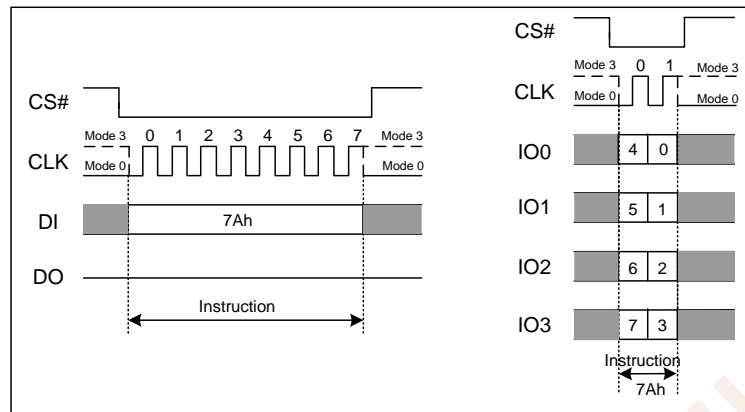 CS#
Mode 3 0 1 2 3 4 5 6 7 Mode 3
CLK
Mode 0 Mode 0
DI 7Ah
DO
Instruction
CS#
Mode 3 0 1 Mode 3
CLK
Mode 0 Mode 0
IO0 4 0
IO1 5 1
IO2 6 2
IO3 7 3
Instruction
7Ah